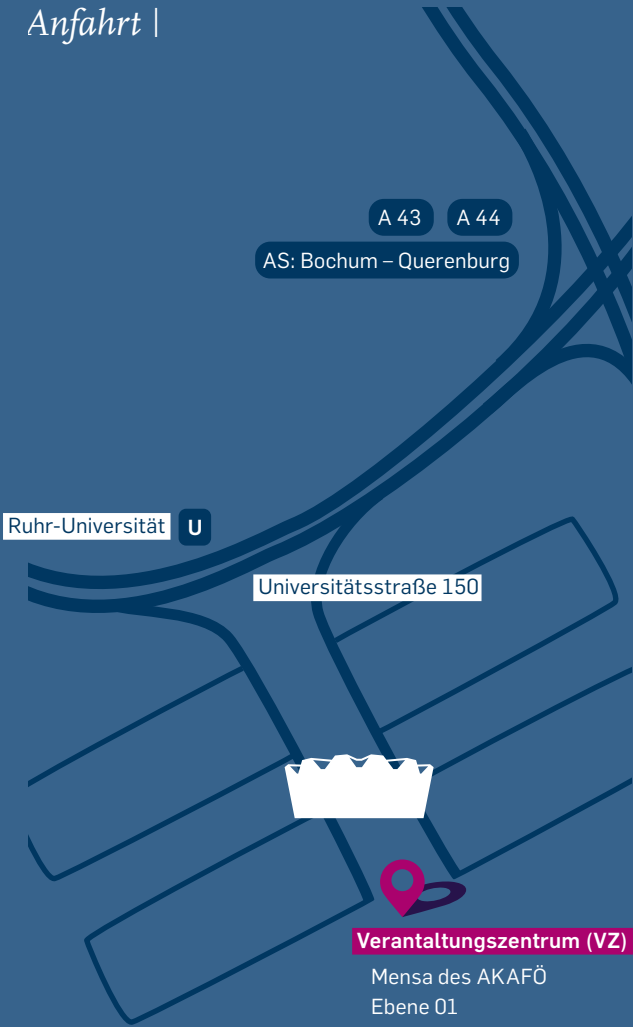 Anfahrt |
A 43 A 44
AS: Bochum – Querenburg
Ruhr-Universität U
Universitätsstraße 150
Verantaltungszentrum (VZ)
Mensa des AKAFÖ
Ebene 01